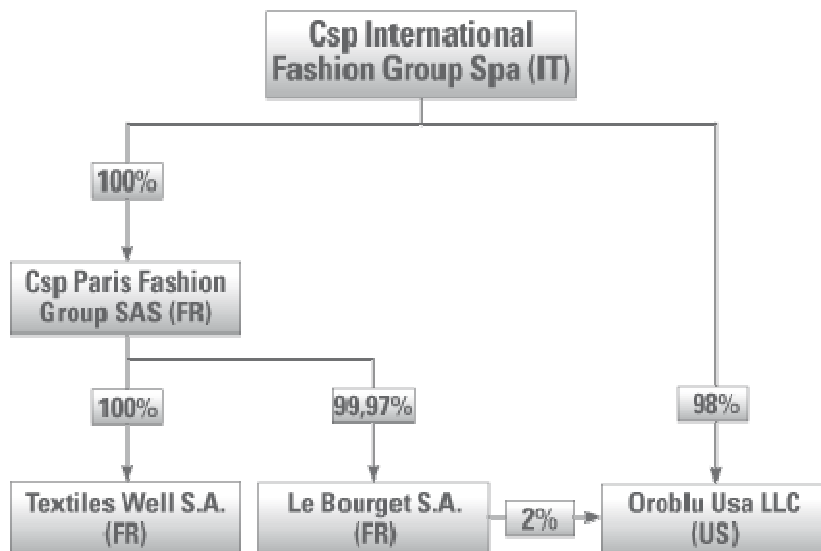 Csp International
Fashion Group Spa (IT)
100%
Csp Paris Fashion
Group SAS (FR)
100%
99,97%
98%
Textiles Well S.A.
(FR)
Le Bourget S.A.
(FR)
2%
Oroblu Usa LLC
(US)